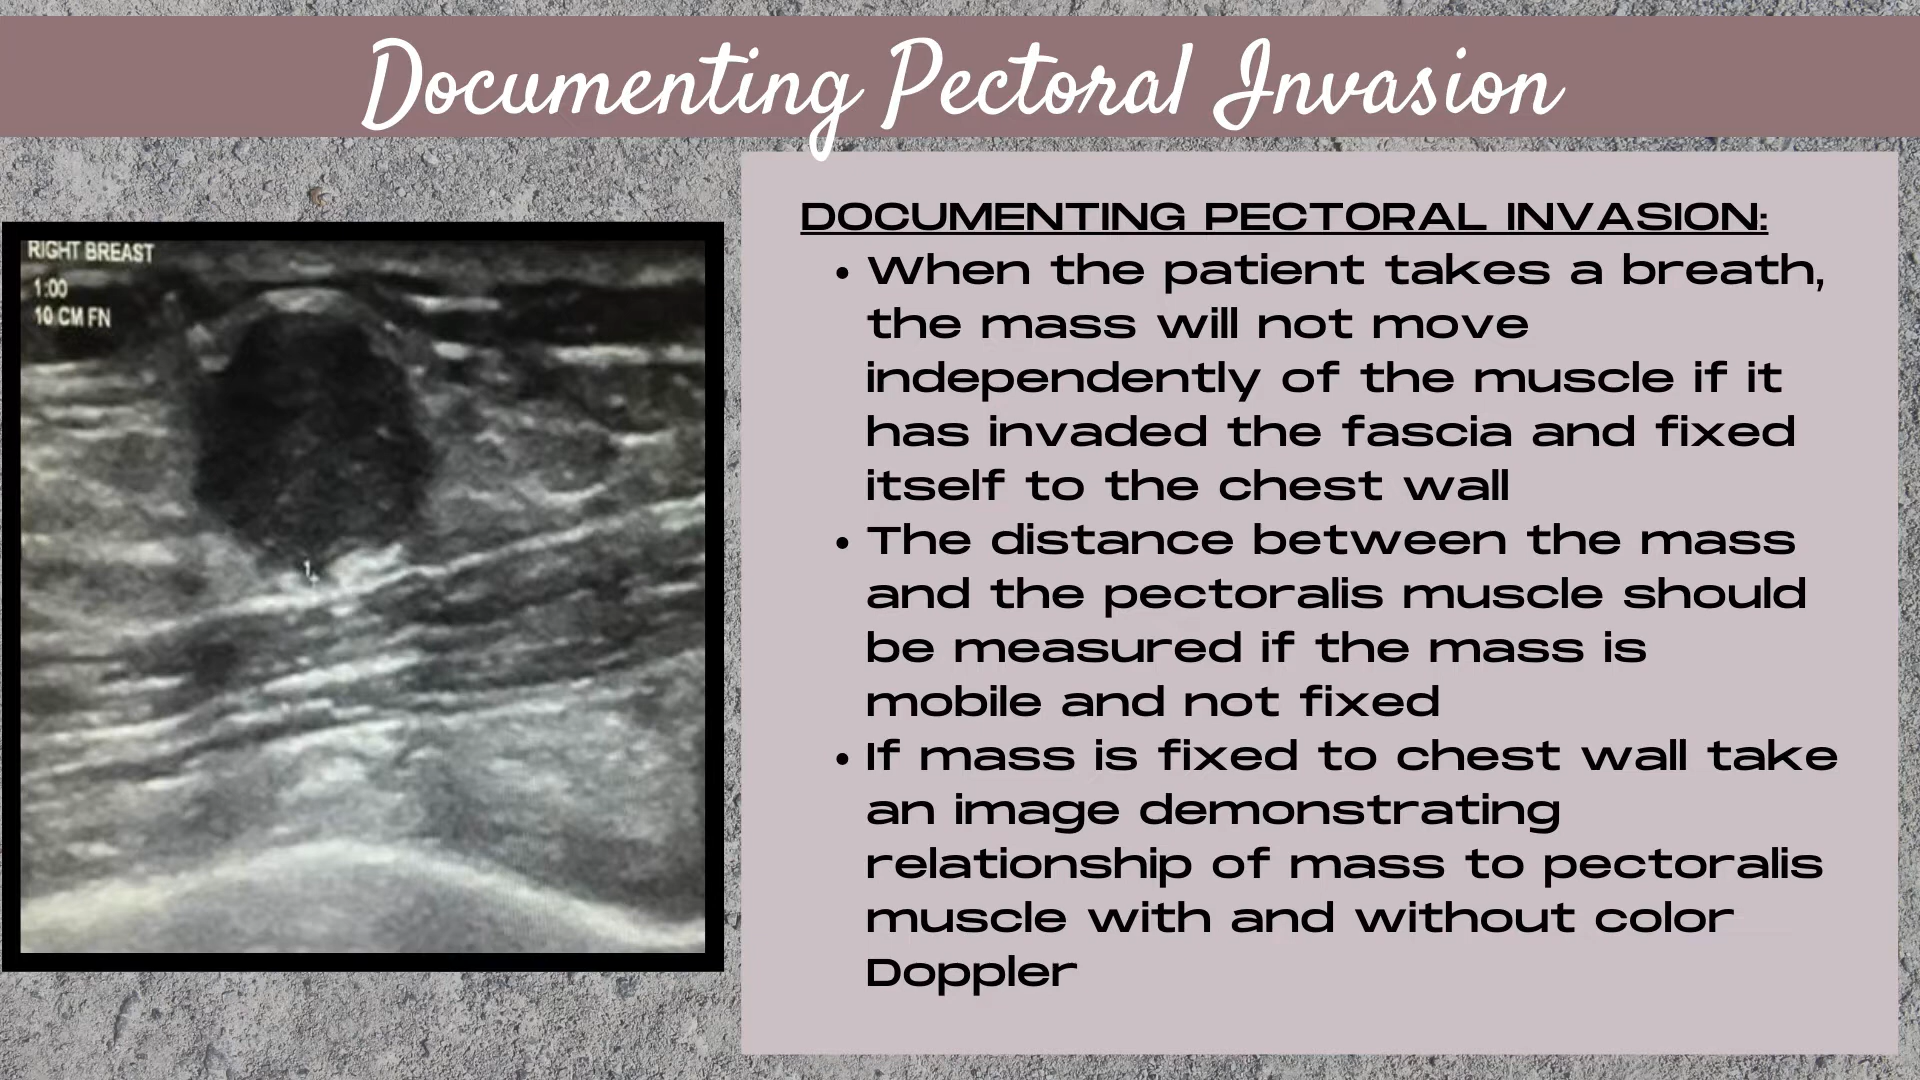 Documenting Pectoral Invasion
RIGHT BREAST
1:00
10 CM FN
1
DOCUMENTING PECTORAL INVASION:
• When the patient takes a breath,
the mass will not move
independently of the muscle if it
has invaded the fascia and fixed
itself to the chest wall
• The distance between the mass
and the pectoralis muscle should
be measured if the mass is
mobile and not fixed
• If mass is fixed to chest wall take
an image demonstrating
relationship of mass to pectoralis
muscle with and without color
Doppler